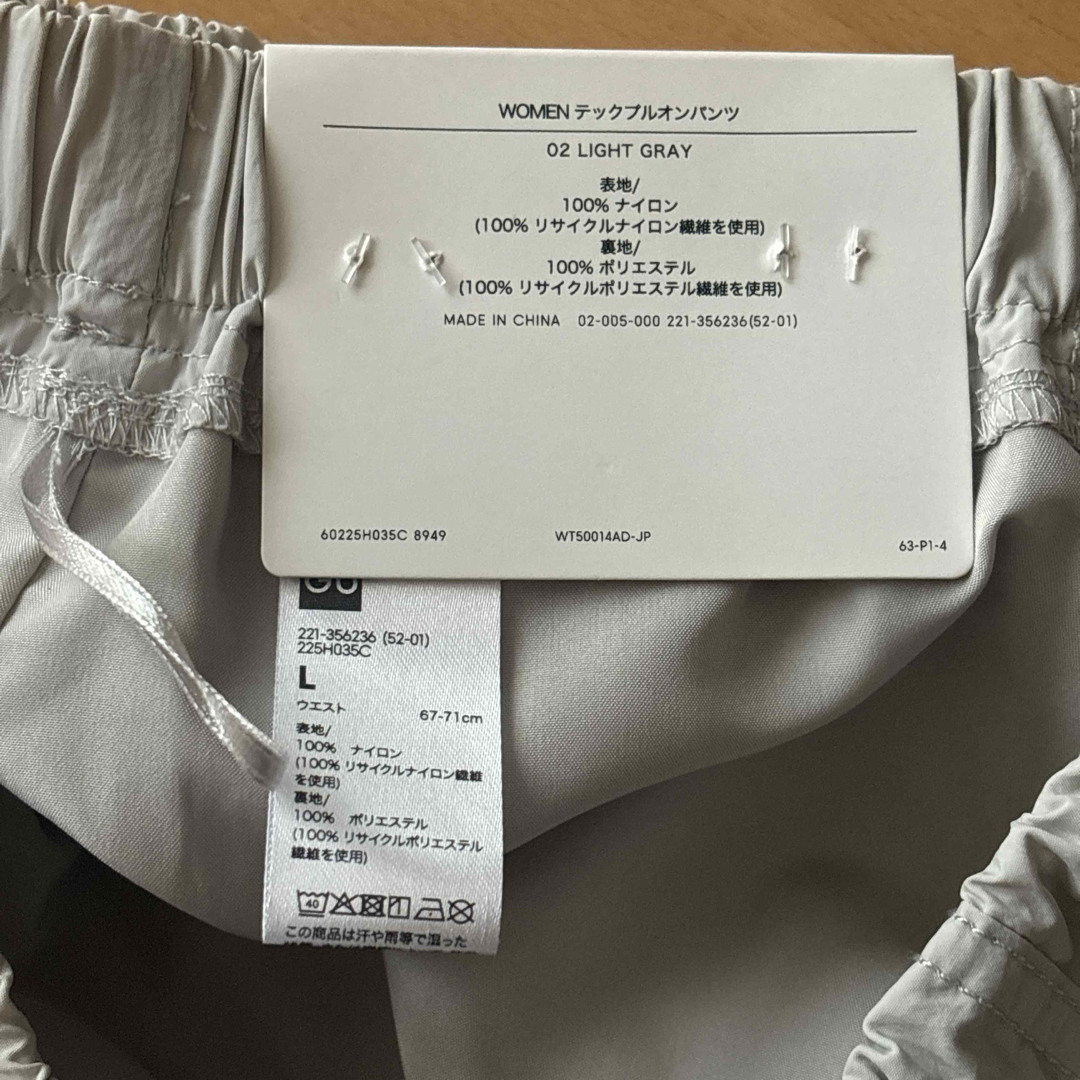 WOMEN テックプルオンパンツ
02 LIGHT GRAY
表地/
100% ナイロン
(100% リサイクルナイロン繊維を使用)
裏地/
100% ポリエステル
(100% リサイクルポリエステル繊維を使用)
MADE IN CHINA 02-005-000 221-356236(52-01)
60225H035C 8949 WT50014AD-JP 63-P1-4
GU
221-356236 (52-01)
225H035C
L
ウエスト 67-71cm
表地/
100% ナイロン
(100% リサイクルナイロン繊維
を使用)
裏地/
100% ポリエステル
(100% リサイクルポリエステル
繊維を使用)
40
この商品は汗や雨等で湿った